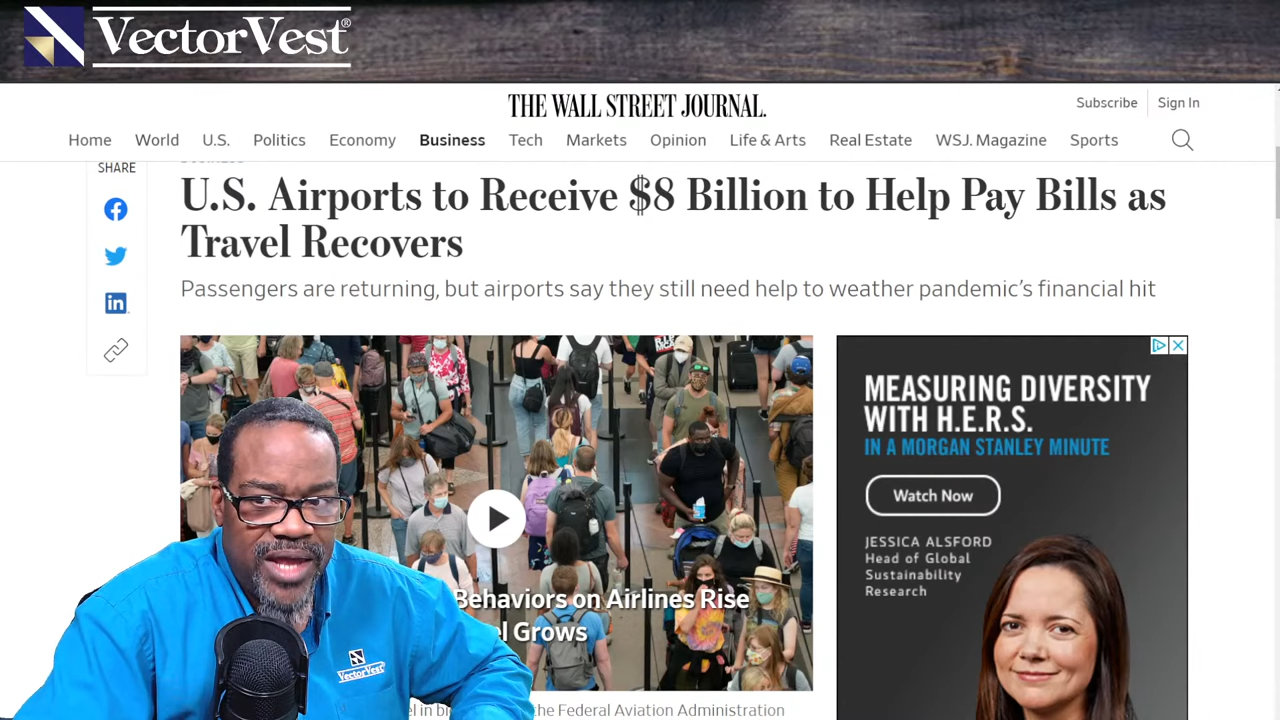 VectorVest®
THE WALL STREET JOURNAL.
Subscribe Sign In
Home World U.S. Politics Economy Business Tech Markets Opinion Life & Arts Real Estate WSJ. Magazine Sports
SHARE
U.S. Airports to Receive $8 Billion to Help Pay Bills as
Travel Recovers
Passengers are returning, but airports say they still need help to weather pandemic's financial hit
Behaviors on Airlines Rise
Grows
the Federal Aviation Administration
MEASURING DIVERSITY
WITH H.E.R.S.
IN A MORGAN STANLEY MINUTE
Watch Now
JESSICA ALSFORD
Head of Global
Sustainability
Research
VectorVest